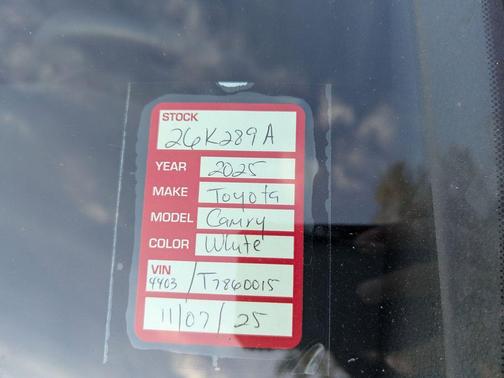 STOCK
26K289A
YEAR 2025
MAKE Toyota
MODEL Camry
COLOR White
VIN
4403 / T7860015
11/07/25